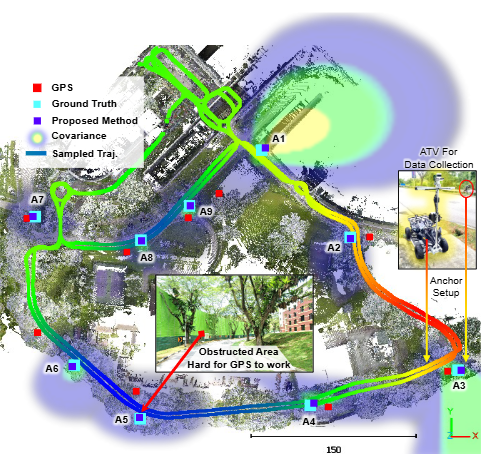 GPS
Ground Truth
Proposed Method
Covariance
Sampled Traj.
A1
ATV For
Data Collection
A7
A9
A2
A8
Anchor
Setup
Obstructed Area
Hard for GPS to work
A6
A3
A5
A4
Y
Z
X
150